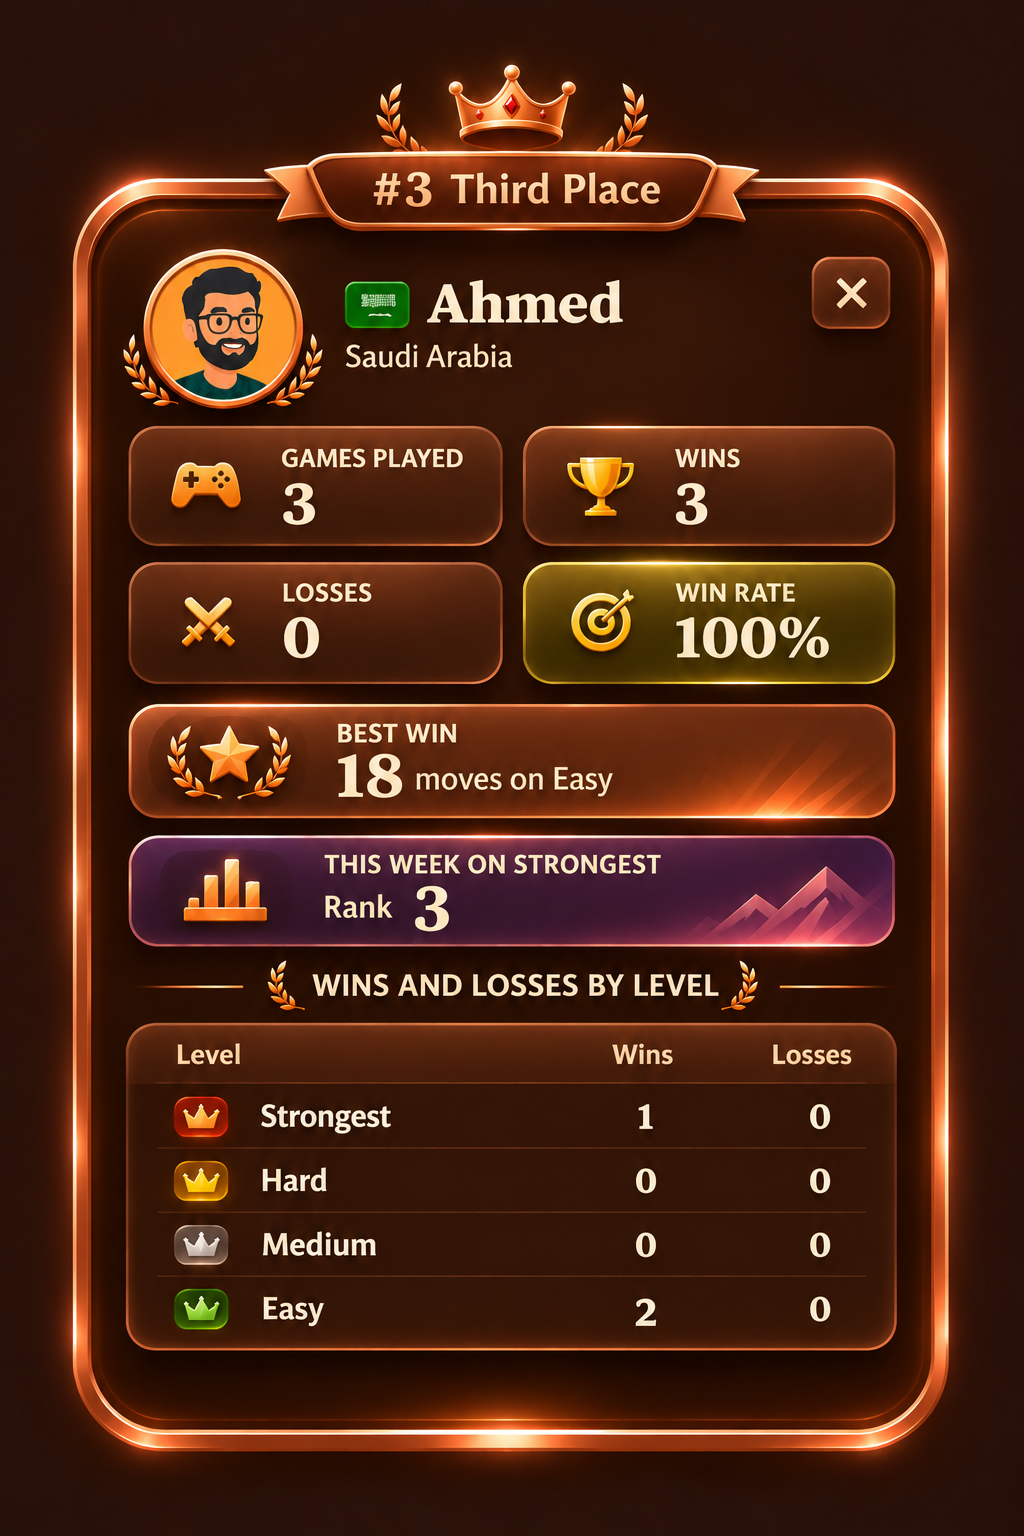 #3 Third Place
Ahmed
Saudi Arabia
GAMES PLAYED
3
WINS
3
LOSSES
0
WIN RATE
100%
BEST WIN
18 moves on Easy
THIS WEEK ON STRONGEST
Rank 3
WINS AND LOSSES BY LEVEL
Level Wins Losses
Strongest 1 0
Hard 0 0
Medium 0 0
Easy 2 0